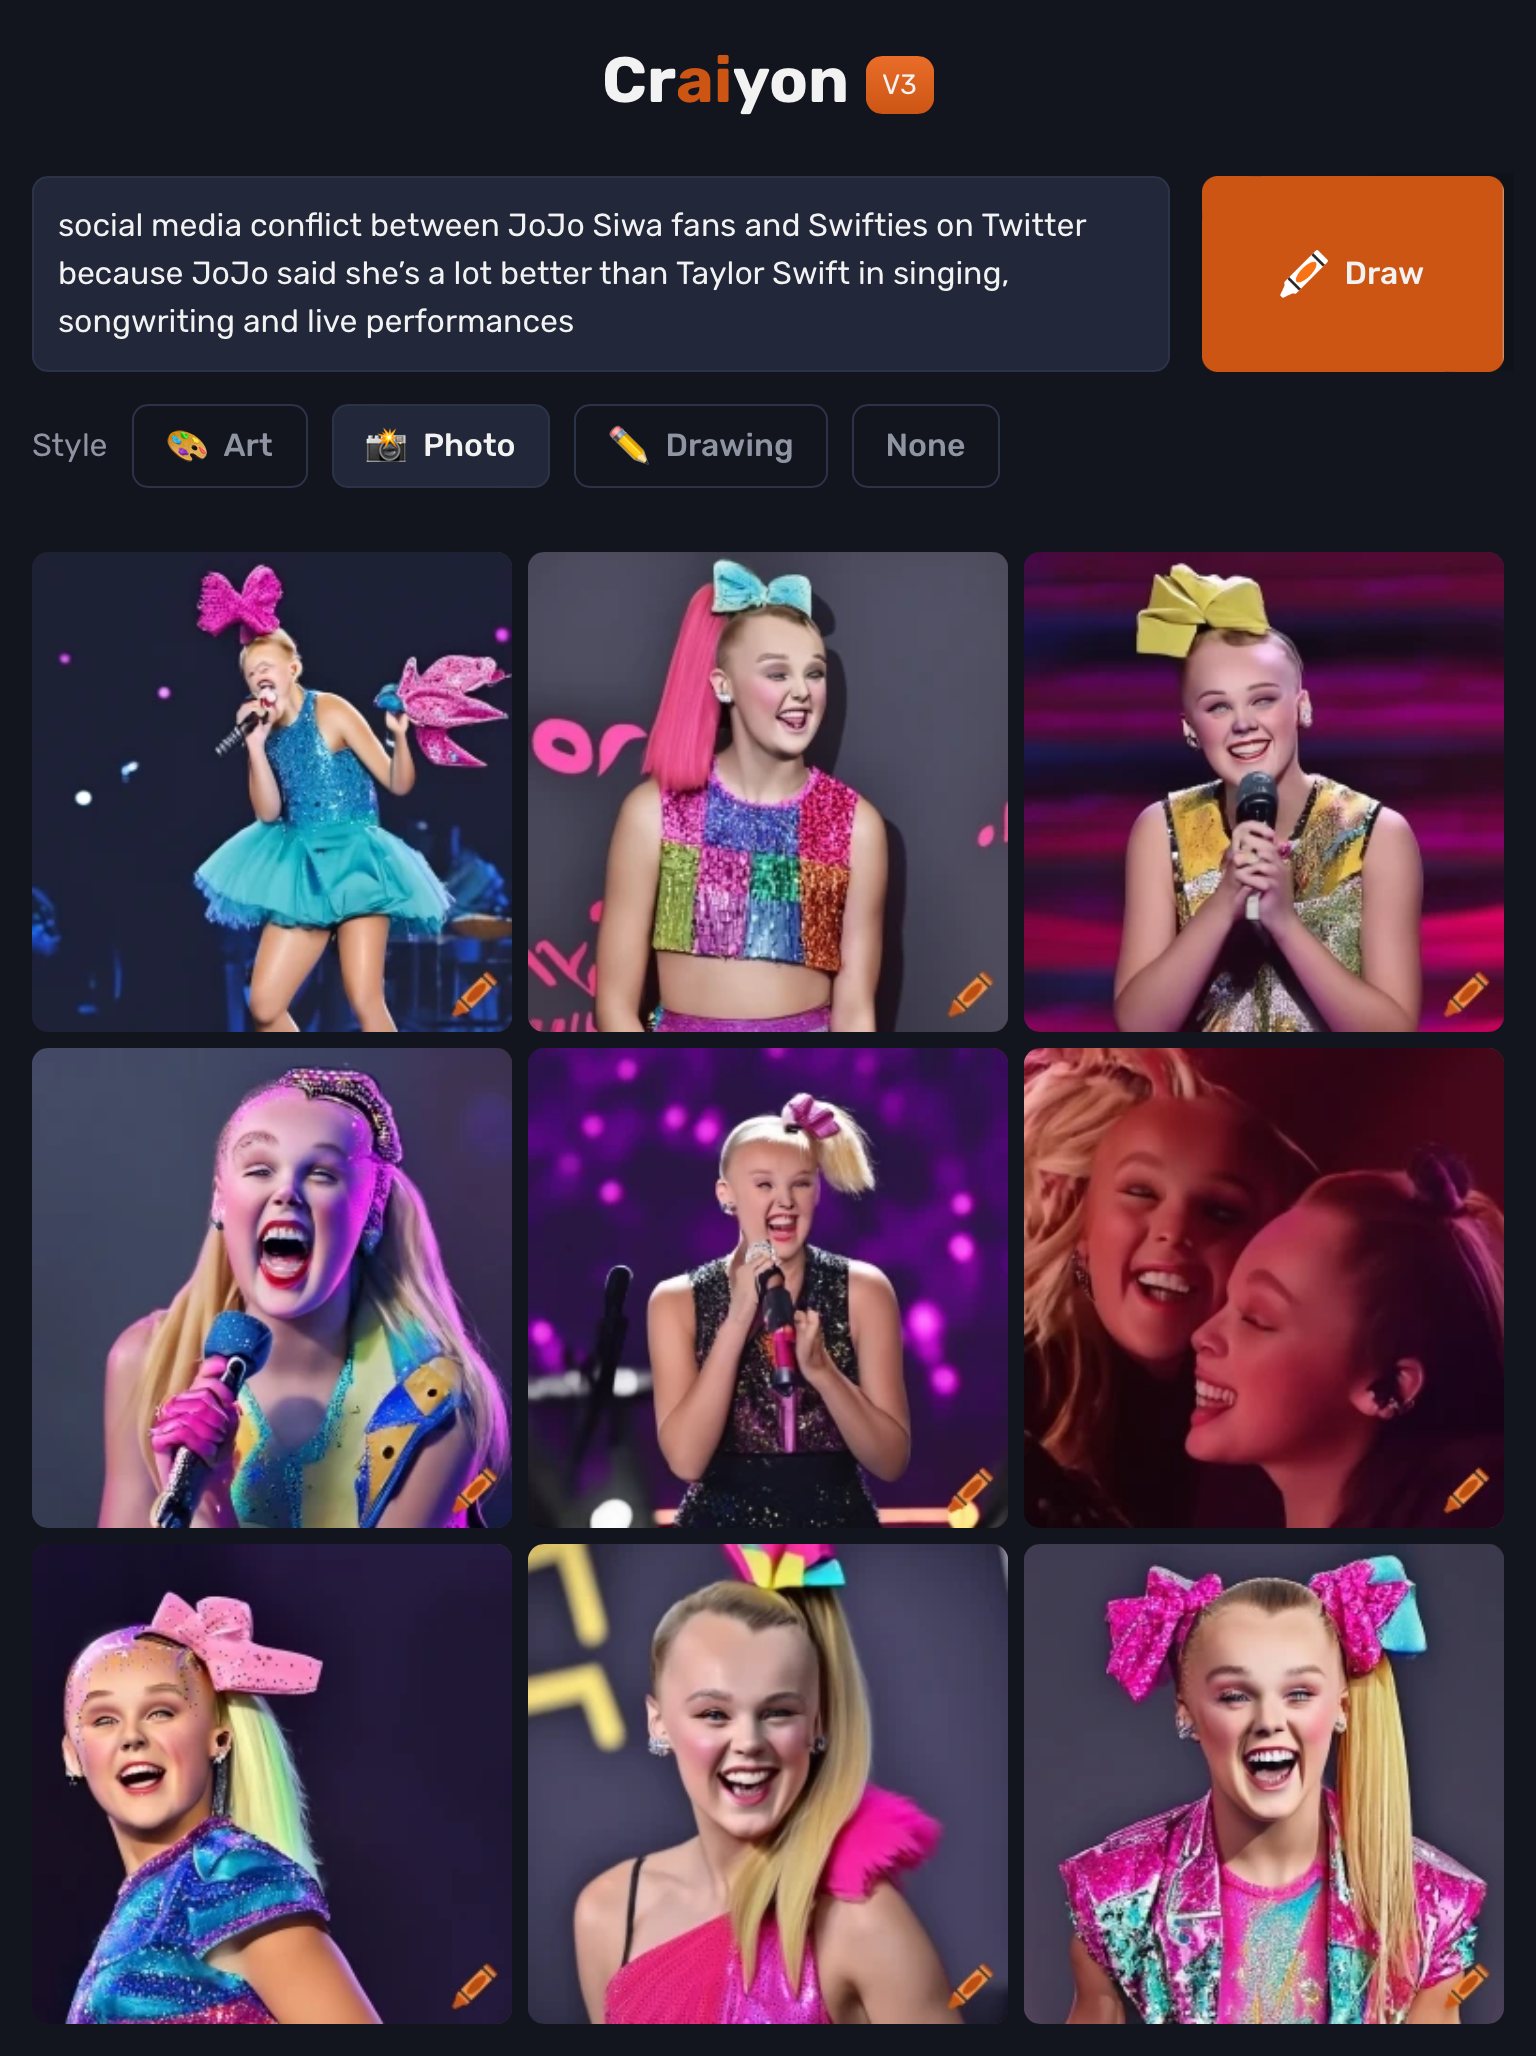 Craiyon V3
social media conflict between JoJo Siwa fans and Swifties on Twitter
because JoJo said she’s a lot better than Taylor Swift in singing,
songwriting and live performances
Draw
Style Art Photo Drawing None
or